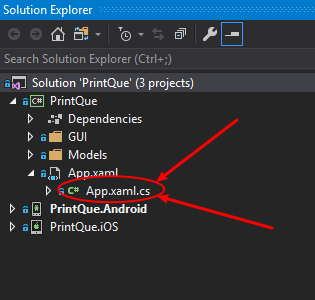 Solution Explorer
Search Solution Explorer (Ctrl+;)
Solution 'PrintQue' (3 projects)
C# PrintQue
Dependencies
GUI
Models
App.xaml
C# App.xaml.cs
PrintQue.Android
PrintQue.iOS